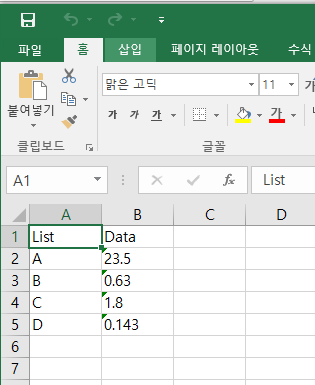 파일 홈 삽입 페이지 레이아웃 수식
붙여넣기
맑은 고딕 11
가 가 가 가
클립보드 글꼴
A1 fx List
A B C D
1 List Data
2 A 23.5
3 B 0.63
4 C 1.8
5 D 0.143
6
7